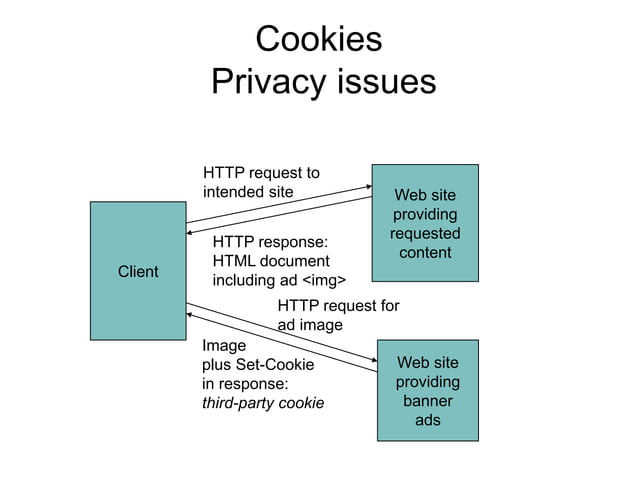 Cookies
Privacy issues
HTTP request to
intended site
Web site
providing
requested
content
Client
HTTP response:
HTML document
including ad <img>
HTTP request for
ad image
Image
plus Set-Cookie
in response:
third-party cookie
Web site
providing
banner
ads